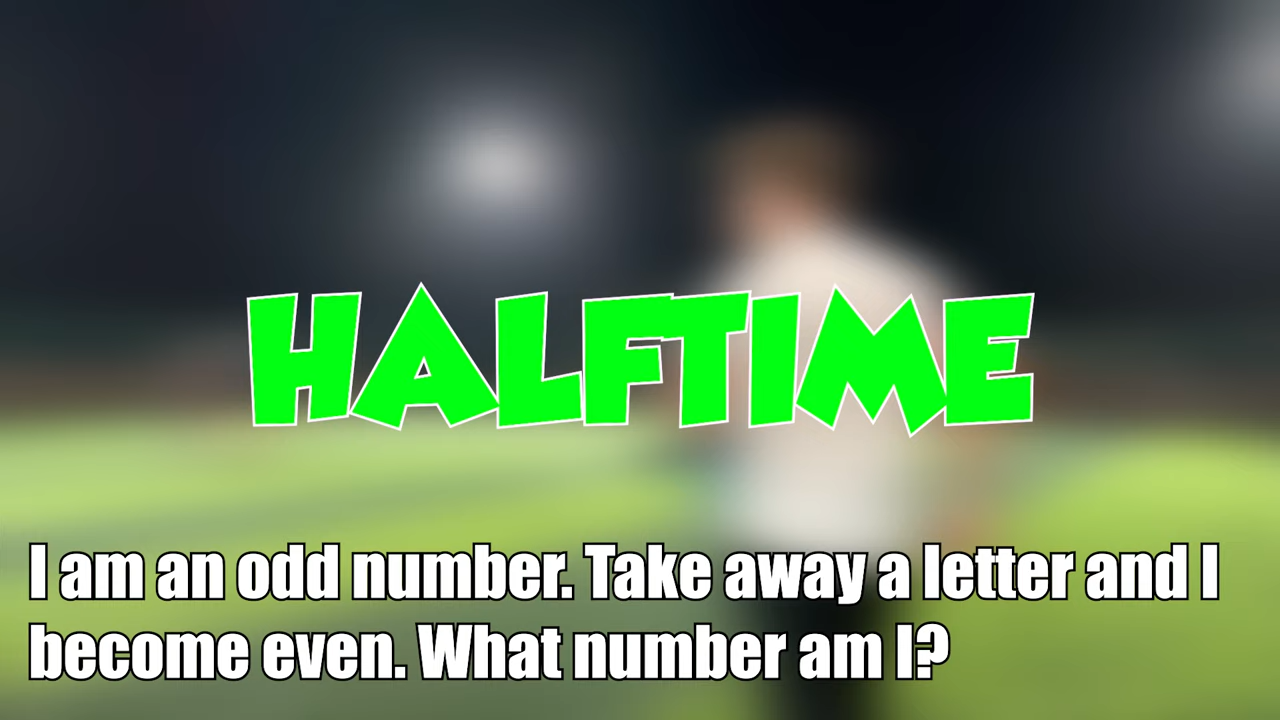 HALFTIME
I am an odd number. Take away a letter and I
become even. What number am I?